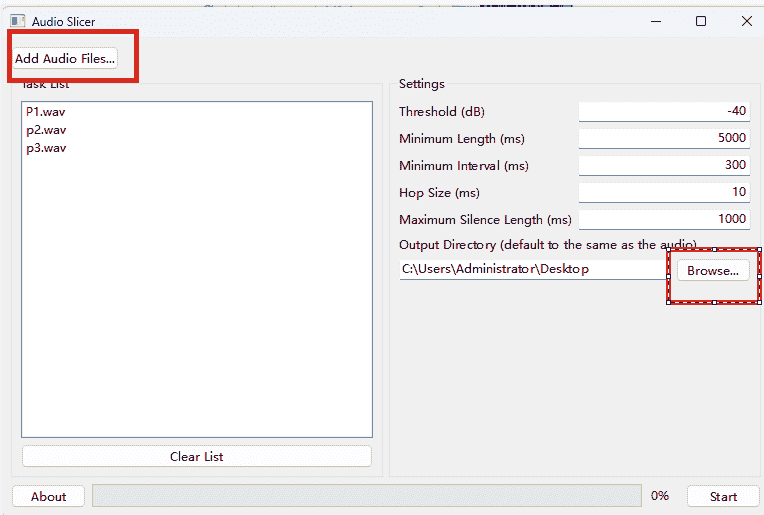 Audio Slicer
Add Audio Files...
Task List
P1.wav
p2.wav
p3.wav
Clear List
Settings
Threshold (dB) -40
Minimum Length (ms) 5000
Minimum Interval (ms) 300
Hop Size (ms) 10
Maximum Silence Length (ms) 1000
Output Directory (default to the same as the audio)
C:\Users\Administrator\Desktop Browse...
About 0% Start